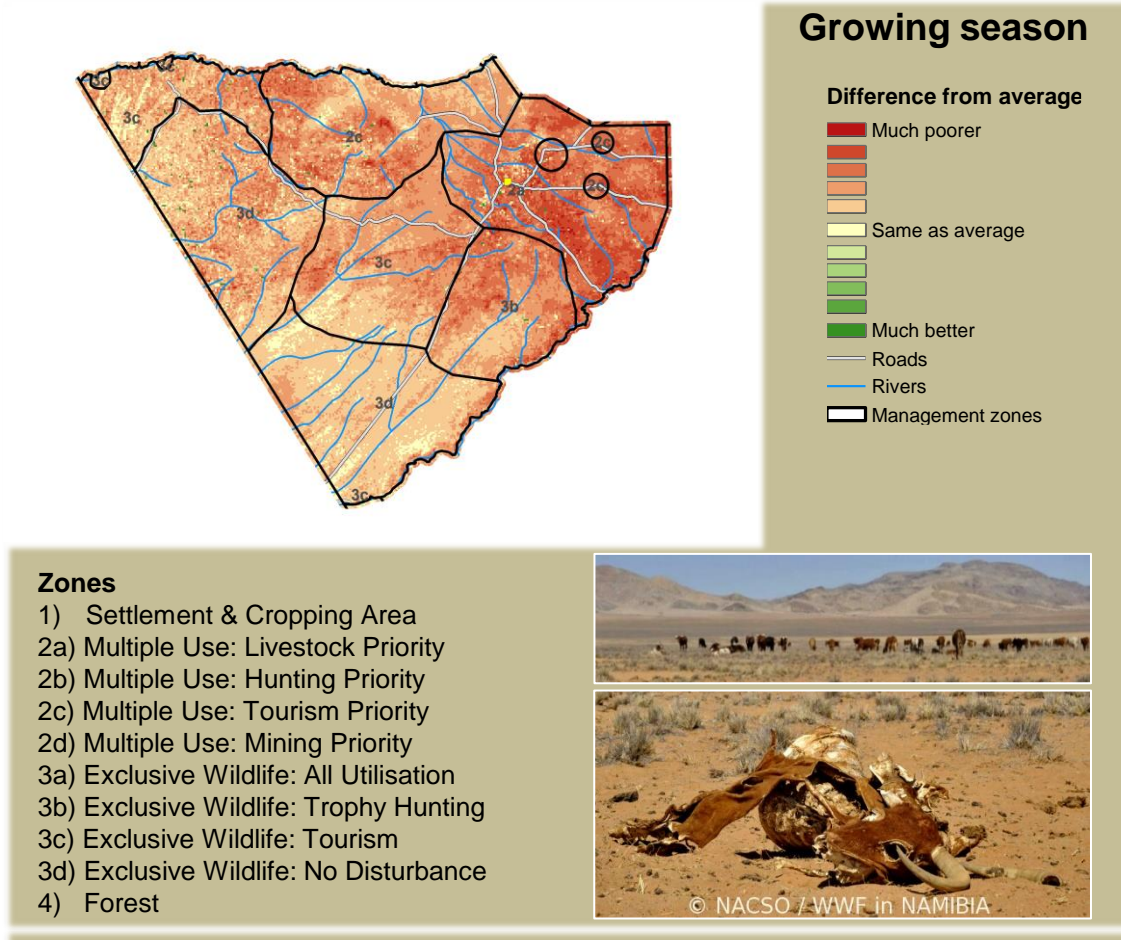 Growing season
Difference from average
Much poorer
Same as average
Much better
Roads
Rivers
Management zones
3c
3c
2c
2c
2c
2a
3d
3c
3b
3d
3c
Zones
1) Settlement & Cropping Area
2a) Multiple Use: Livestock Priority
2b) Multiple Use: Hunting Priority
2c) Multiple Use: Tourism Priority
2d) Multiple Use: Mining Priority
3a) Exclusive Wildlife: All Utilisation
3b) Exclusive Wildlife: Trophy Hunting
3c) Exclusive Wildlife: Tourism
3d) Exclusive Wildlife: No Disturbance
4) Forest
© NACSO / WWF in NAMIBIA